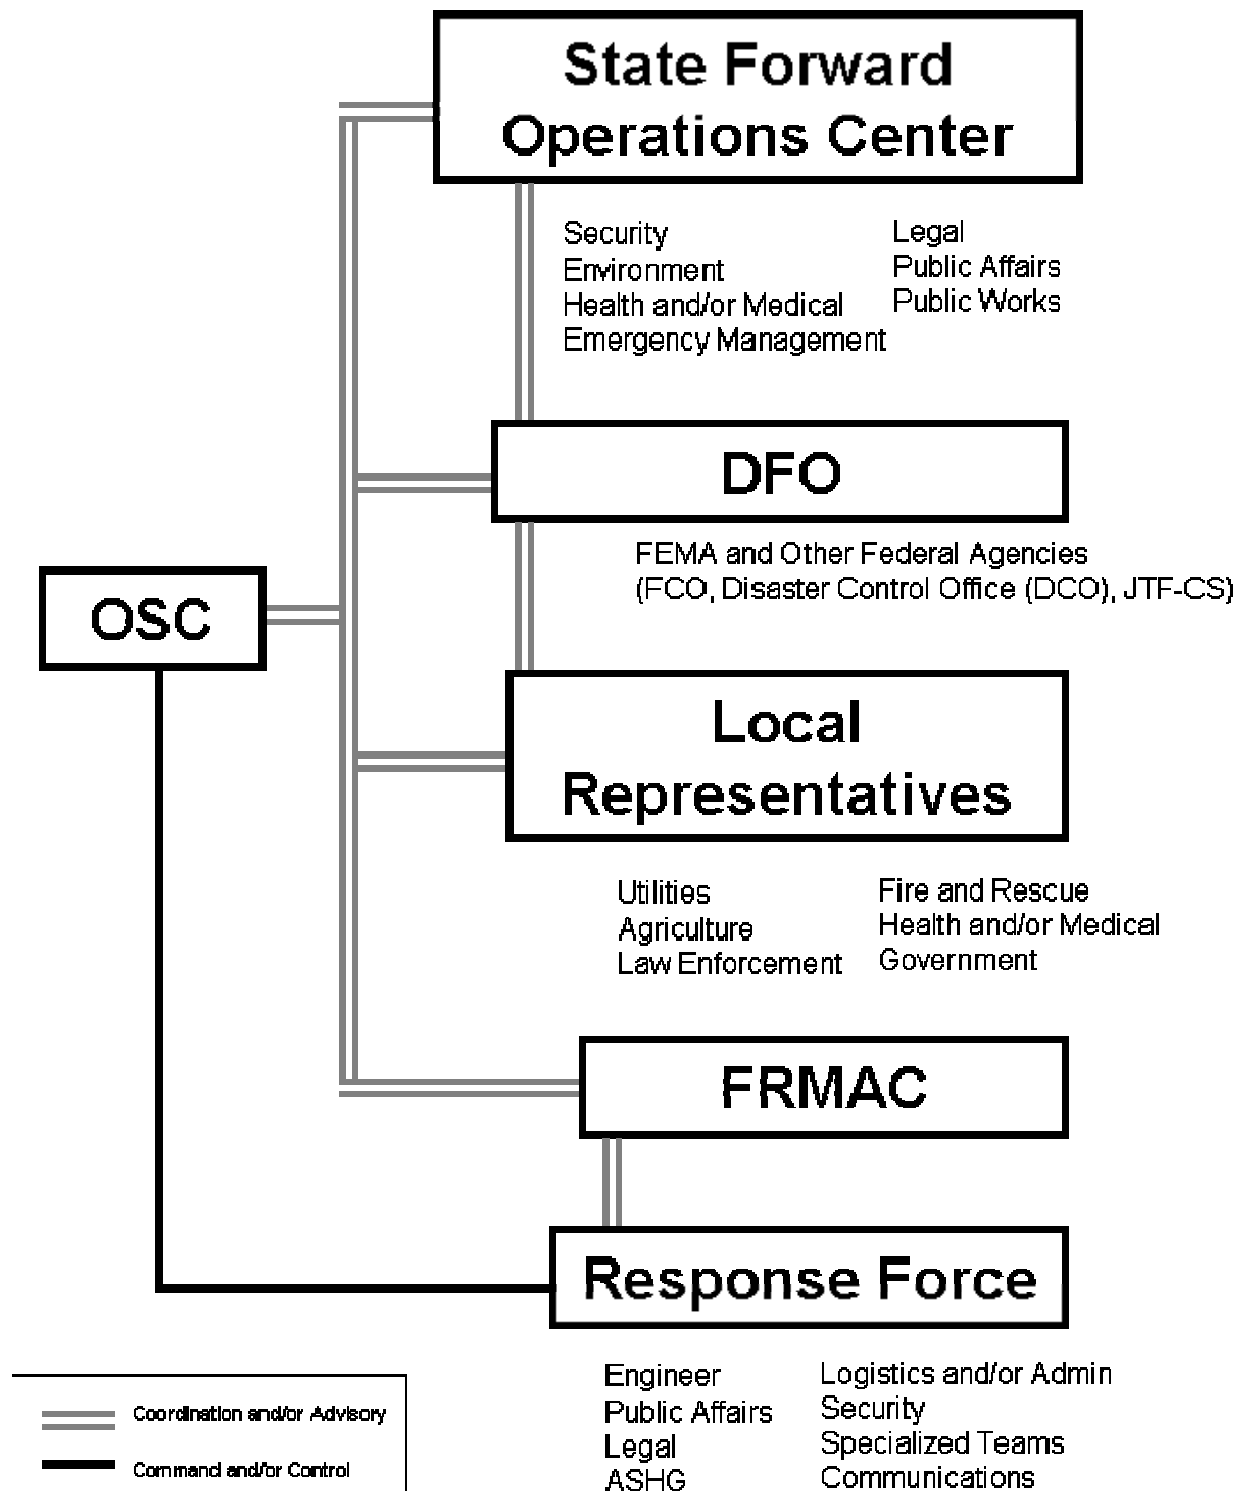 State Forward
Operations Center
Security
Environment
Health and/or Medical
Emergency Management
Legal
Public Affairs
Public Works
DFO
FEMA and Other Federal Agencies
(FCO, Disaster Control Office (DCO), JTF-CS)
OSC
Local
Representatives
Utilities
Agriculture
Law Enforcement
Fire and Rescue
Health and/or Medical
Government
FRMAC
Response Force
Engineer
Public Affairs
Legal
ASHG
Logistics and/or Admin
Security
Specialized Teams
Communications
Coordination and/or Advisory
Command and/or Control